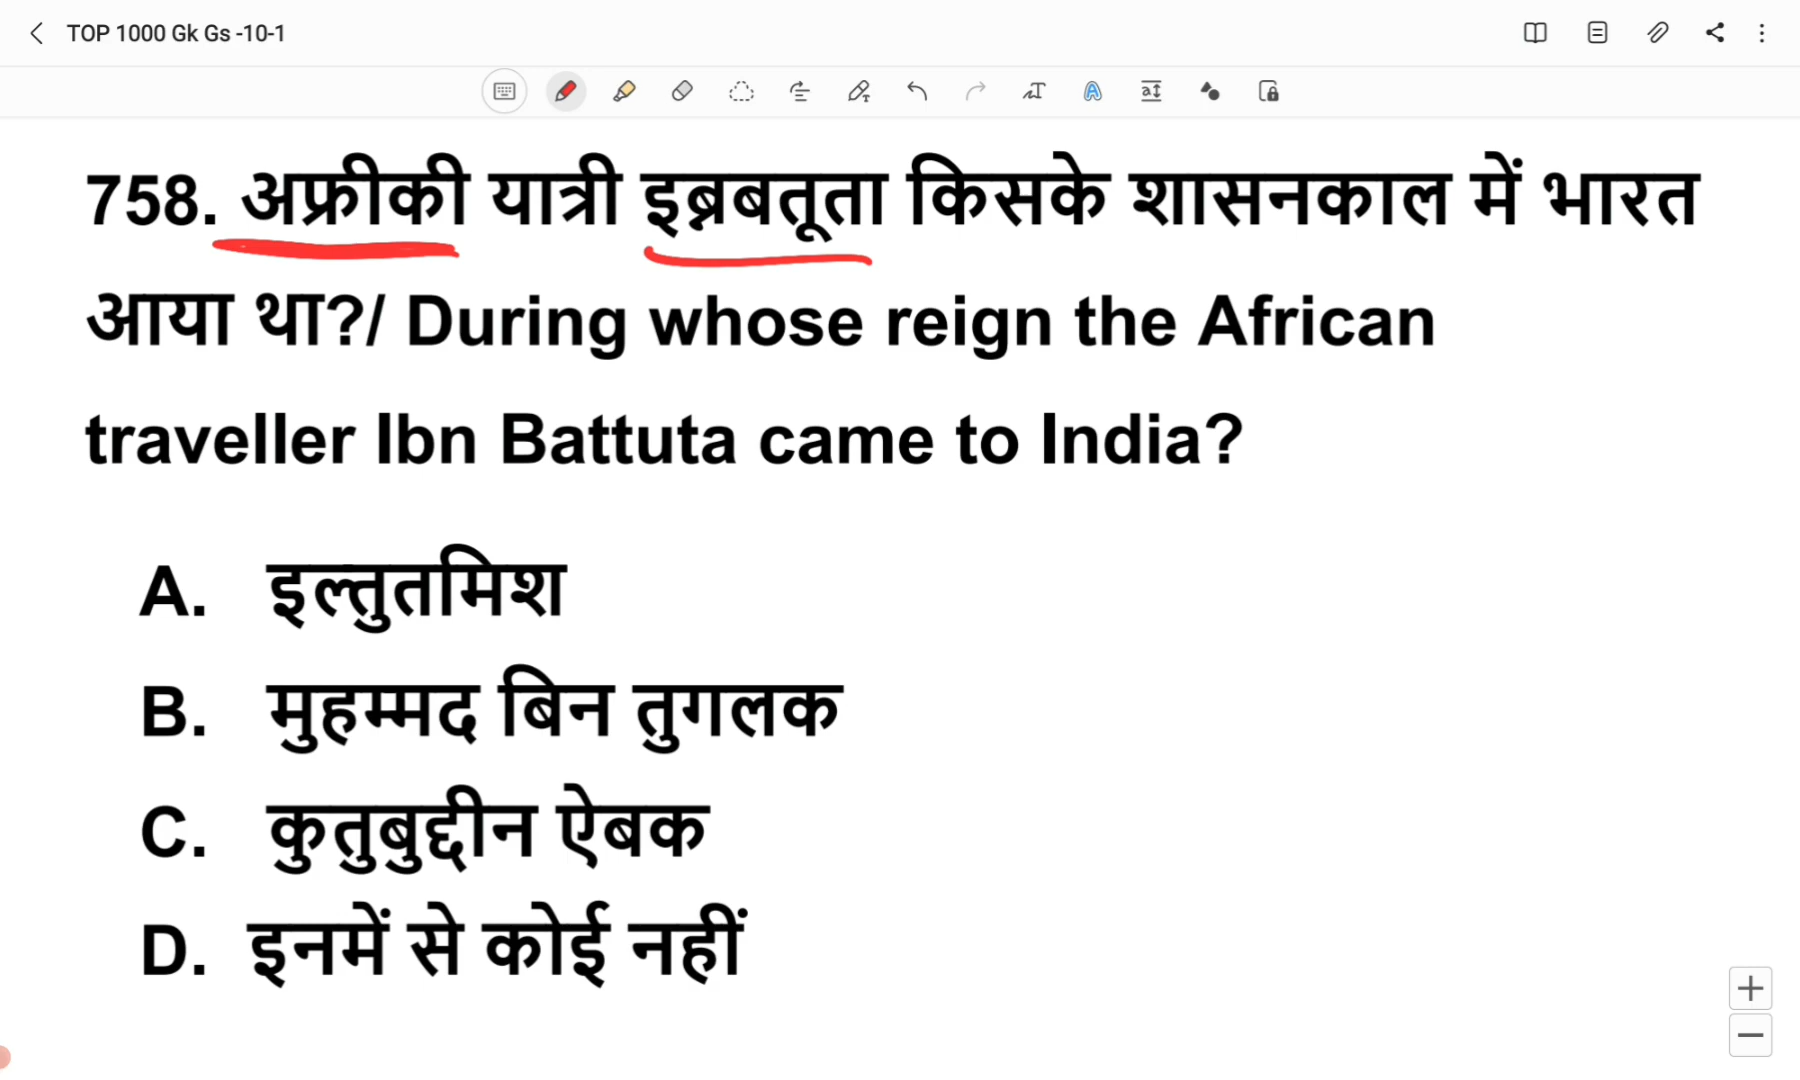 TOP 1000 Gk Gs -10-1
758. अफ्रीकी यात्री इब्नबतूता किसके शासनकाल में भारत
आया था?/ During whose reign the African
traveller Ibn Battuta came to India?
A. इल्तुतमिश
B. मुहम्मद बिन तुगलक
C. कुतुबुद्दीन ऐबक
D. इनमें से कोई नहीं